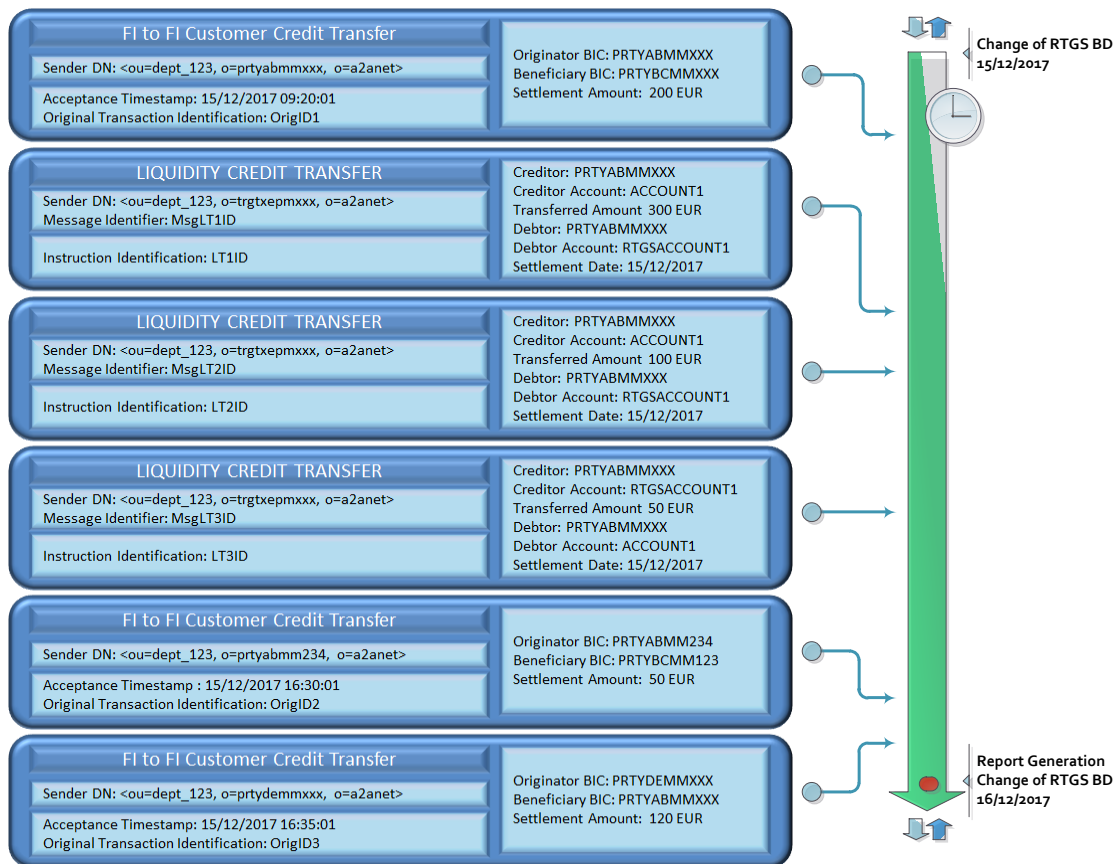 FI to FI Customer Credit Transfer
Sender DN: <ou=dept_123, o=prtyabmmxxx, o=a2anet>
Acceptance Timestamp: 15/12/2017 09:20:01
Original Transaction Identification: OrigID1
Originator BIC: PRTYABMMXXX
Beneficiary BIC: PRTYBCMMXXX
Settlement Amount: 200 EUR
LIQUIDITY CREDIT TRANSFER
Sender DN: <ou=dept_123, o=trgtxepmxxx, o=a2anet>
Message Identifier: MsgLT1ID
Instruction Identification: LT1ID
Creditor: PRTYABMMXXX
Creditor Account: ACCOUNT1
Transferred Amount 300 EUR
Debtor: PRTYABMMXXX
Debtor Account: RTGSACCOUNT1
Settlement Date: 15/12/2017
LIQUIDITY CREDIT TRANSFER
Sender DN: <ou=dept_123, o=trgtxepmxxx, o=a2anet>
Message Identifier: MsgLT2ID
Instruction Identification: LT2ID
Creditor: PRTYABMMXXX
Creditor Account: ACCOUNT1
Transferred Amount 100 EUR
Debtor: PRTYABMMXXX
Debtor Account: RTGSACCOUNT1
Settlement Date: 15/12/2017
LIQUIDITY CREDIT TRANSFER
Sender DN: <ou=dept_123, o=trgtxepmxxx, o=a2anet>
Message Identifier: MsgLT3ID
Instruction Identification: LT3ID
Creditor: PRTYABMMXXX
Creditor Account: RTGSACCOUNT1
Transferred Amount 50 EUR
Debtor: PRTYABMMXXX
Debtor Account: ACCOUNT1
Settlement Date: 15/12/2017
FI to FI Customer Credit Transfer
Sender DN: <ou=dept_123, o=prtyabmm234, o=a2anet>
Acceptance Timestamp : 15/12/2017 16:30:01
Original Transaction Identification: OrigID2
Originator BIC: PRTYABMM234
Beneficiary BIC: PRTYBCMM123
Settlement Amount: 50 EUR
FI to FI Customer Credit Transfer
Sender DN: <ou=dept_123, o=prtydemmxxx, o=a2anet>
Acceptance Timestamp: 15/12/2017 16:35:01
Original Transaction Identification: OrigID3
Originator BIC: PRTYDEMMXXX
Beneficiary BIC: PRTYABMMXXX
Settlement Amount: 120 EUR
Change of RTGS BD
15/12/2017
Report Generation
Change of RTGS BD
16/12/2017